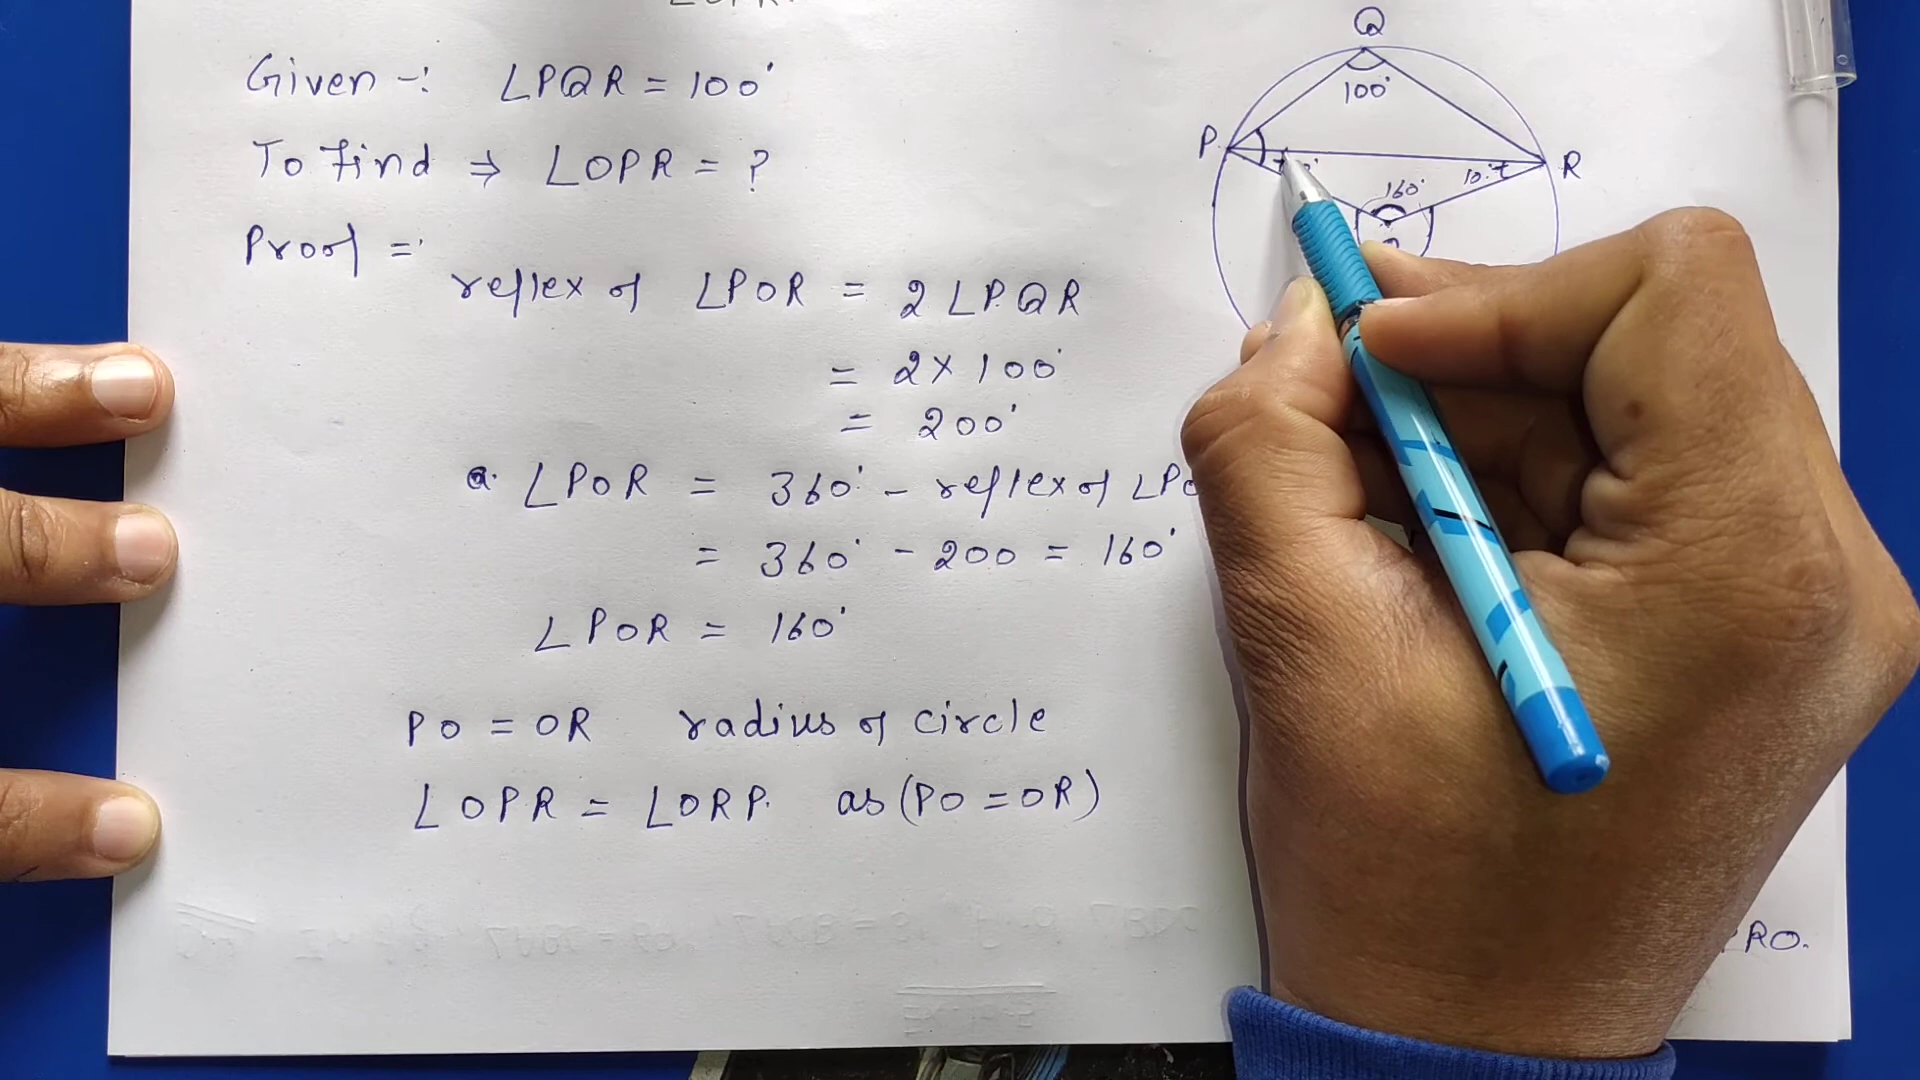 Given -: ∠PQR = 100°
To find ⇒ ∠OPR = ?
Proof =:
reflex of ∠POR = 2 ∠PQR
= 2 × 100°
= 200°
∠POR = 360° - reflex of ∠PO
= 360° - 200 = 160°
∠POR = 160°
PO = OR radius of circle
∠OPR = ∠ORP. as (PO = OR)
Q
100°
P
R
160°
10°
RO.